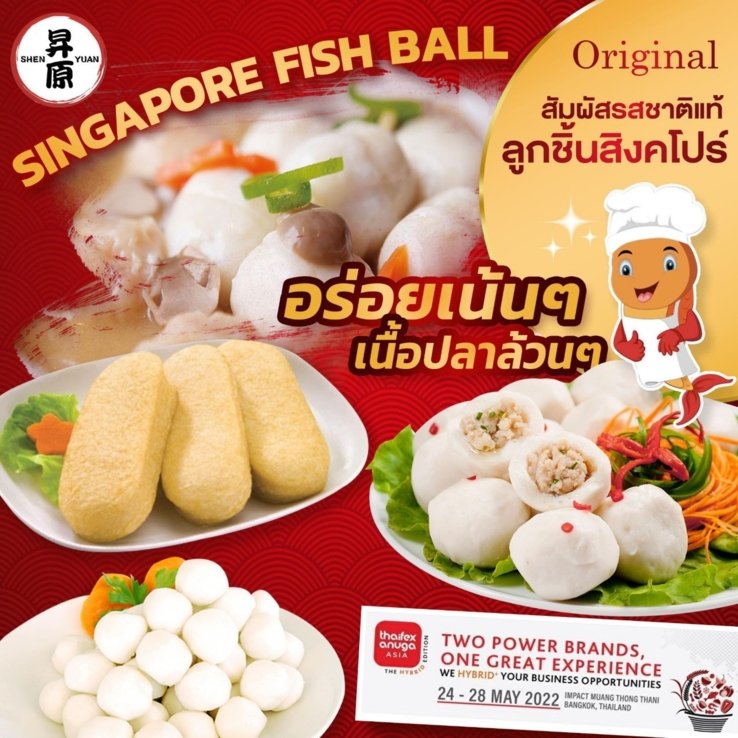 昇原
SHEN YUAN
SINGAPORE FISH BALL
Original
สัมผัสรสชาติแท้
ลูกชิ้นสิงคโปร์
อร่อยเน้นๆ
เนื้อปลาล้วนๆ
thaifex
anuga
ASIA
THE HYBRID EDITION
TWO POWER BRANDS,
ONE GREAT EXPERIENCE
WE HYBRID+ YOUR BUSINESS OPPORTUNITIES
24 - 28 MAY 2022
IMPACT MUANG THONG THANI
BANGKOK, THAILAND